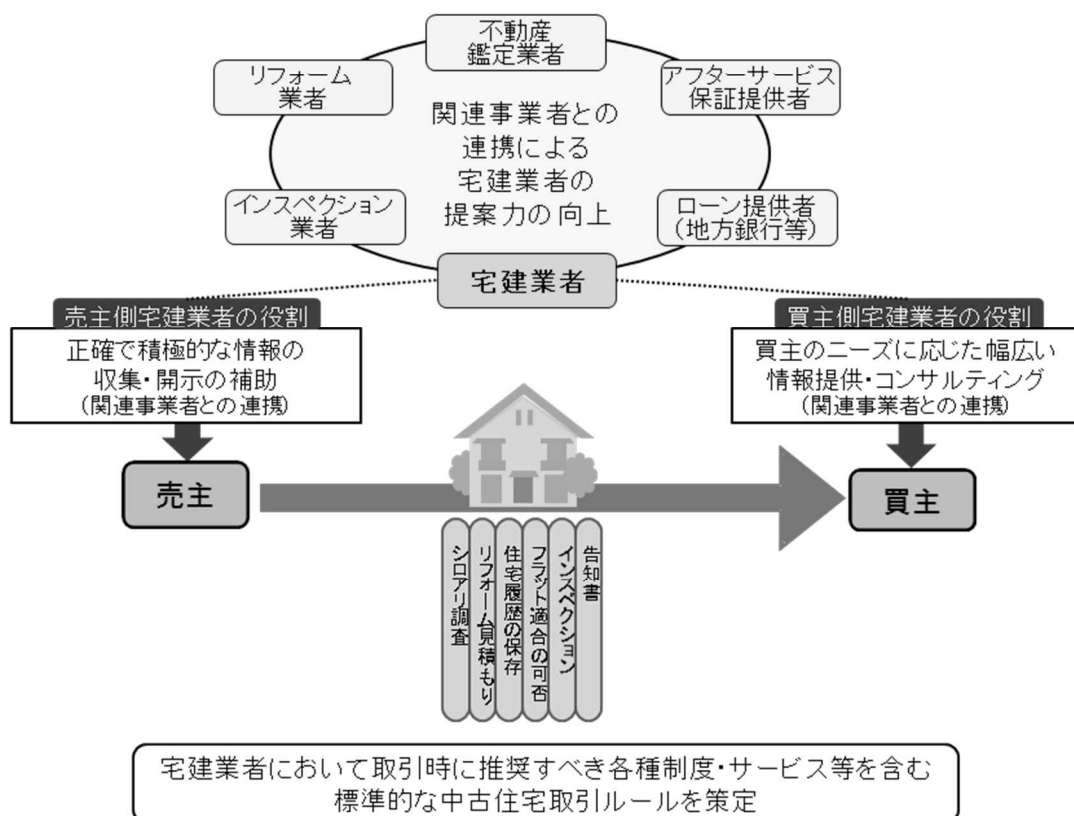 不動産
鑑定業者
リフォーム
業者
アフターサービス
保証提供者
関連事業者との
連携による
宅建業者の
提案力の向上
インスペクション
業者
ローン提供者
(地方銀行等)
宅建業者
売主側宅建業者の役割
正確で積極的な情報の
収集・開示の補助
(関連事業者との連携)
買主側宅建業者の役割
買主のニーズに応じた幅広い
情報提供・コンサルティング
(関連事業者との連携)
売主
買主
告知書
インスペクション
フラット適合の可否
住宅履歴の保存
リフォーム見積もり
シロアリ調査
宅建業者において取引時に推奨すべき各種制度・サービス等を含む
標準的な中古住宅取引ルールを策定